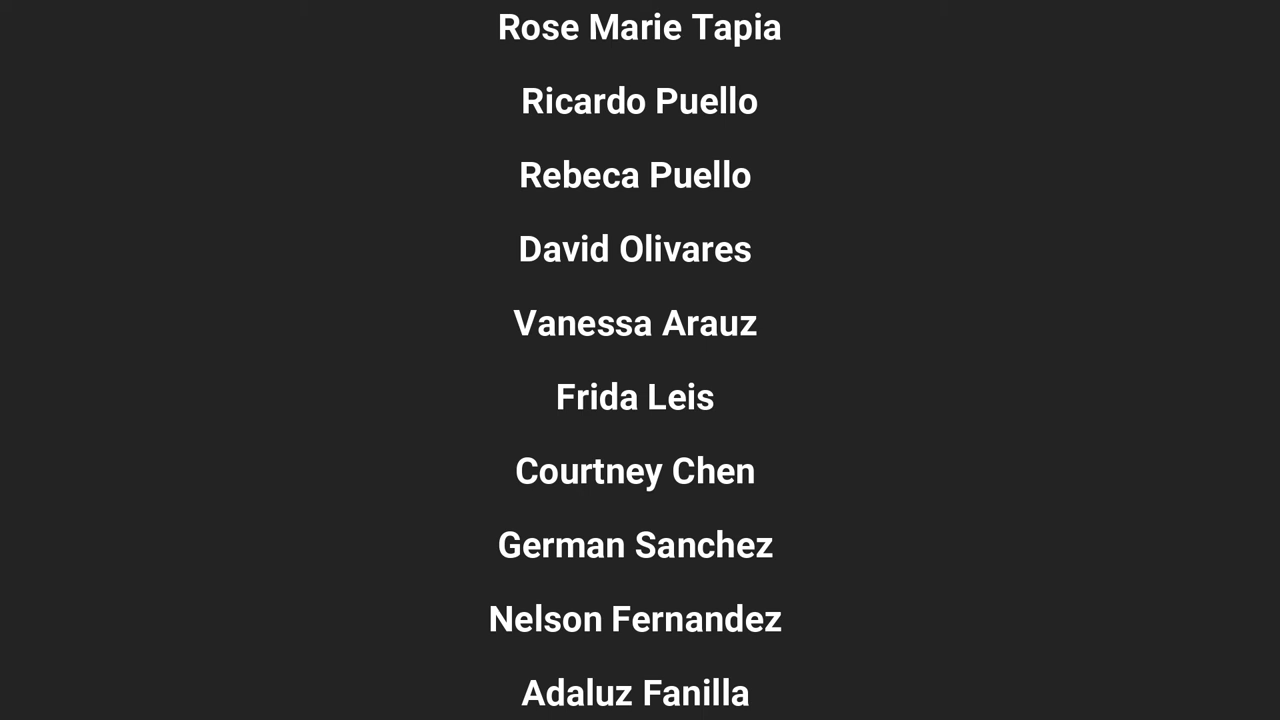 Rose Marie Tapia
Ricardo Puello
Rebeca Puello
David Olivares
Vanessa Arauz
Frida Leis
Courtney Chen
German Sanchez
Nelson Fernandez
Adaluz Fanilla